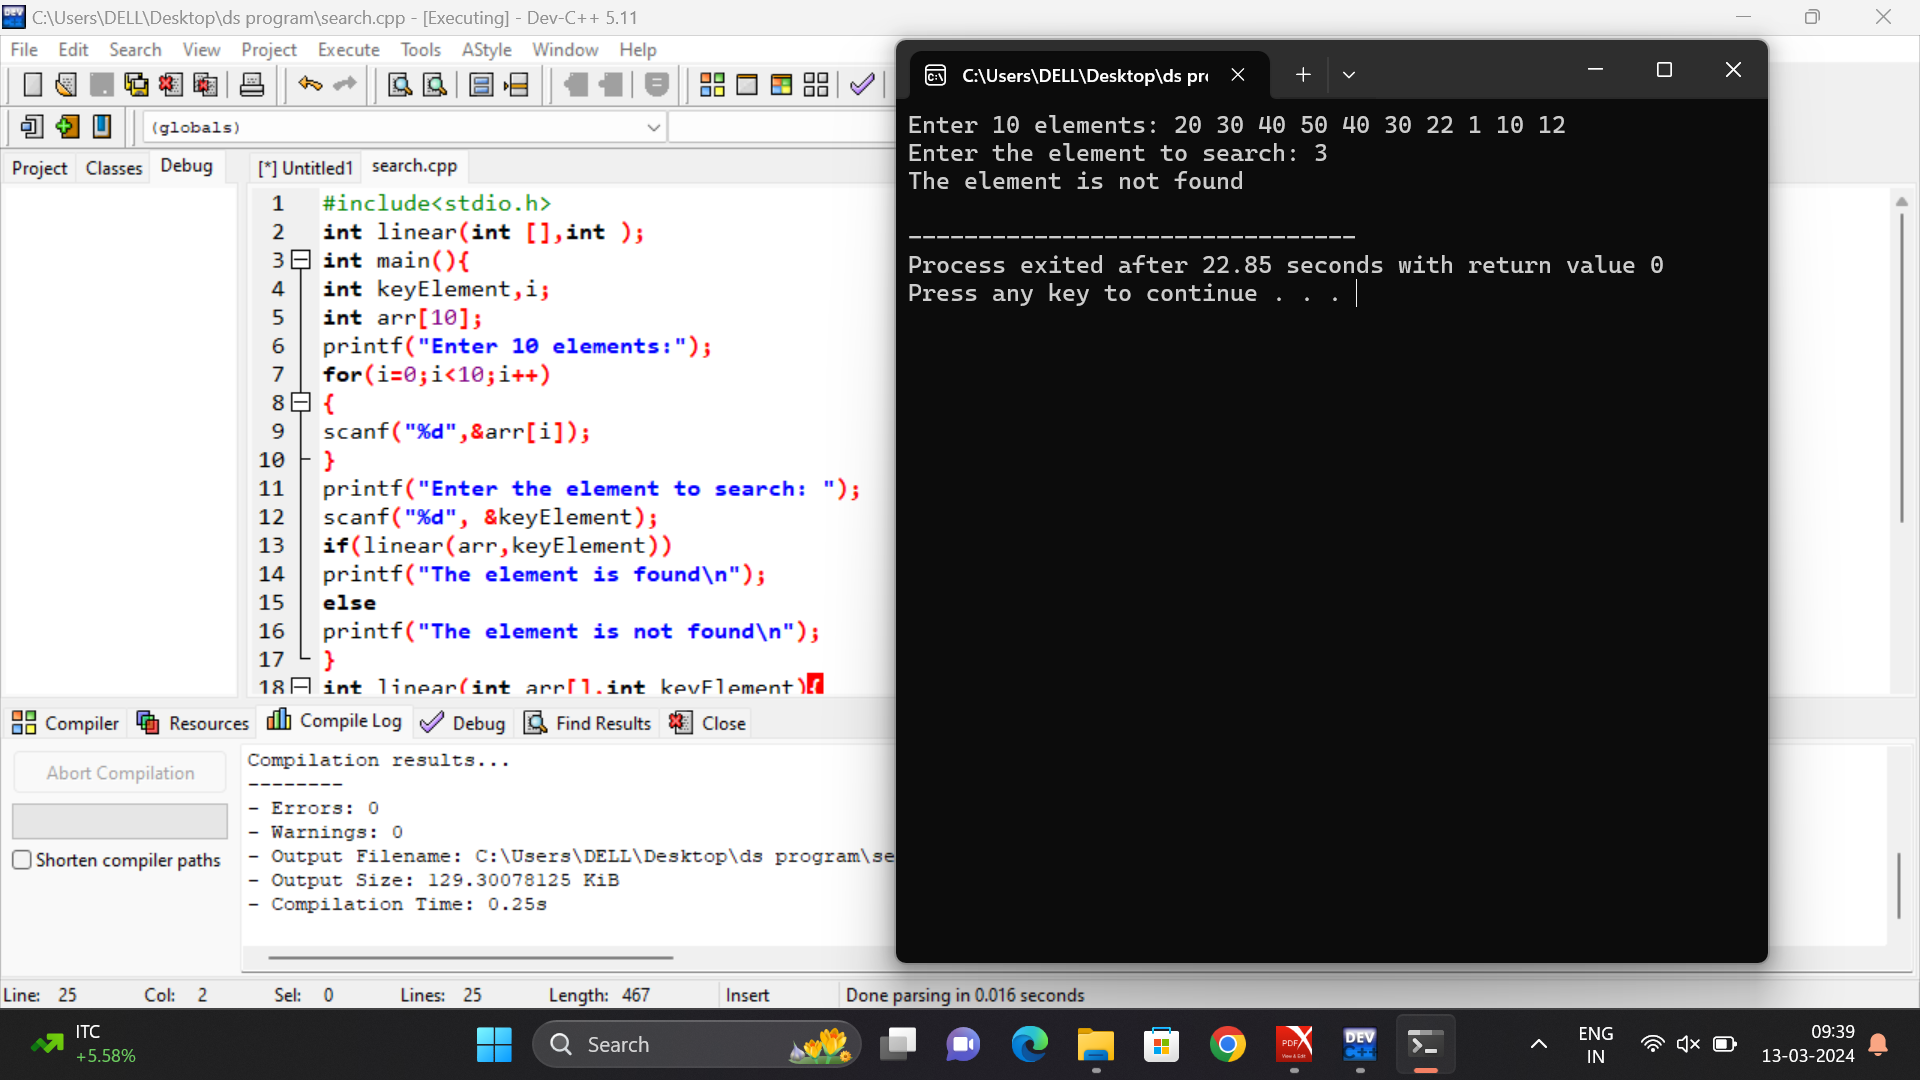 C:\Users\DELL\Desktop\ds program\search.cpp - [Executing] - Dev-C++ 5.11
File Edit Search View Project Execute Tools AStyle Window Help
(globals)
Project Classes Debug
[*] Untitled1 search.cpp
1 #include<stdio.h>
2 int linear(int [],int );
3 int main(){
4 int keyElement,i;
5 int arr[10];
6 printf("Enter 10 elements:");
7 for(i=0;i<10;i++)
8 {
9 scanf("%d",&arr[i]);
10 }
11 printf("Enter the element to search: ");
12 scanf("%d", &keyElement);
13 if(linear(arr,keyElement))
14 printf("The element is found\n");
15 else
16 printf("The element is not found\n");
17 }
18 int linear(int arr[],int keyElement){
C:\Users\DELL\Desktop\ds pr
Enter 10 elements: 20 30 40 50 40 30 22 1 10 12
Enter the element to search: 3
The element is not found
--------------------------------
Process exited after 22.85 seconds with return value 0
Press any key to continue . . .
Compiler Resources Compile Log Debug Find Results Close
Abort Compilation
Shorten compiler paths
Compilation results...
--------
- Errors: 0
- Warnings: 0
- Output Filename: C:\Users\DELL\Desktop\ds program\se
- Output Size: 129.30078125 KiB
- Compilation Time: 0.25s
Line: 25 Col: 2 Sel: 0 Lines: 25 Length: 467 Insert Done parsing in 0.016 seconds
ITC
+5.58%
Search
DEV
C++
PDFX
ENG
IN
09:39
13-03-2024